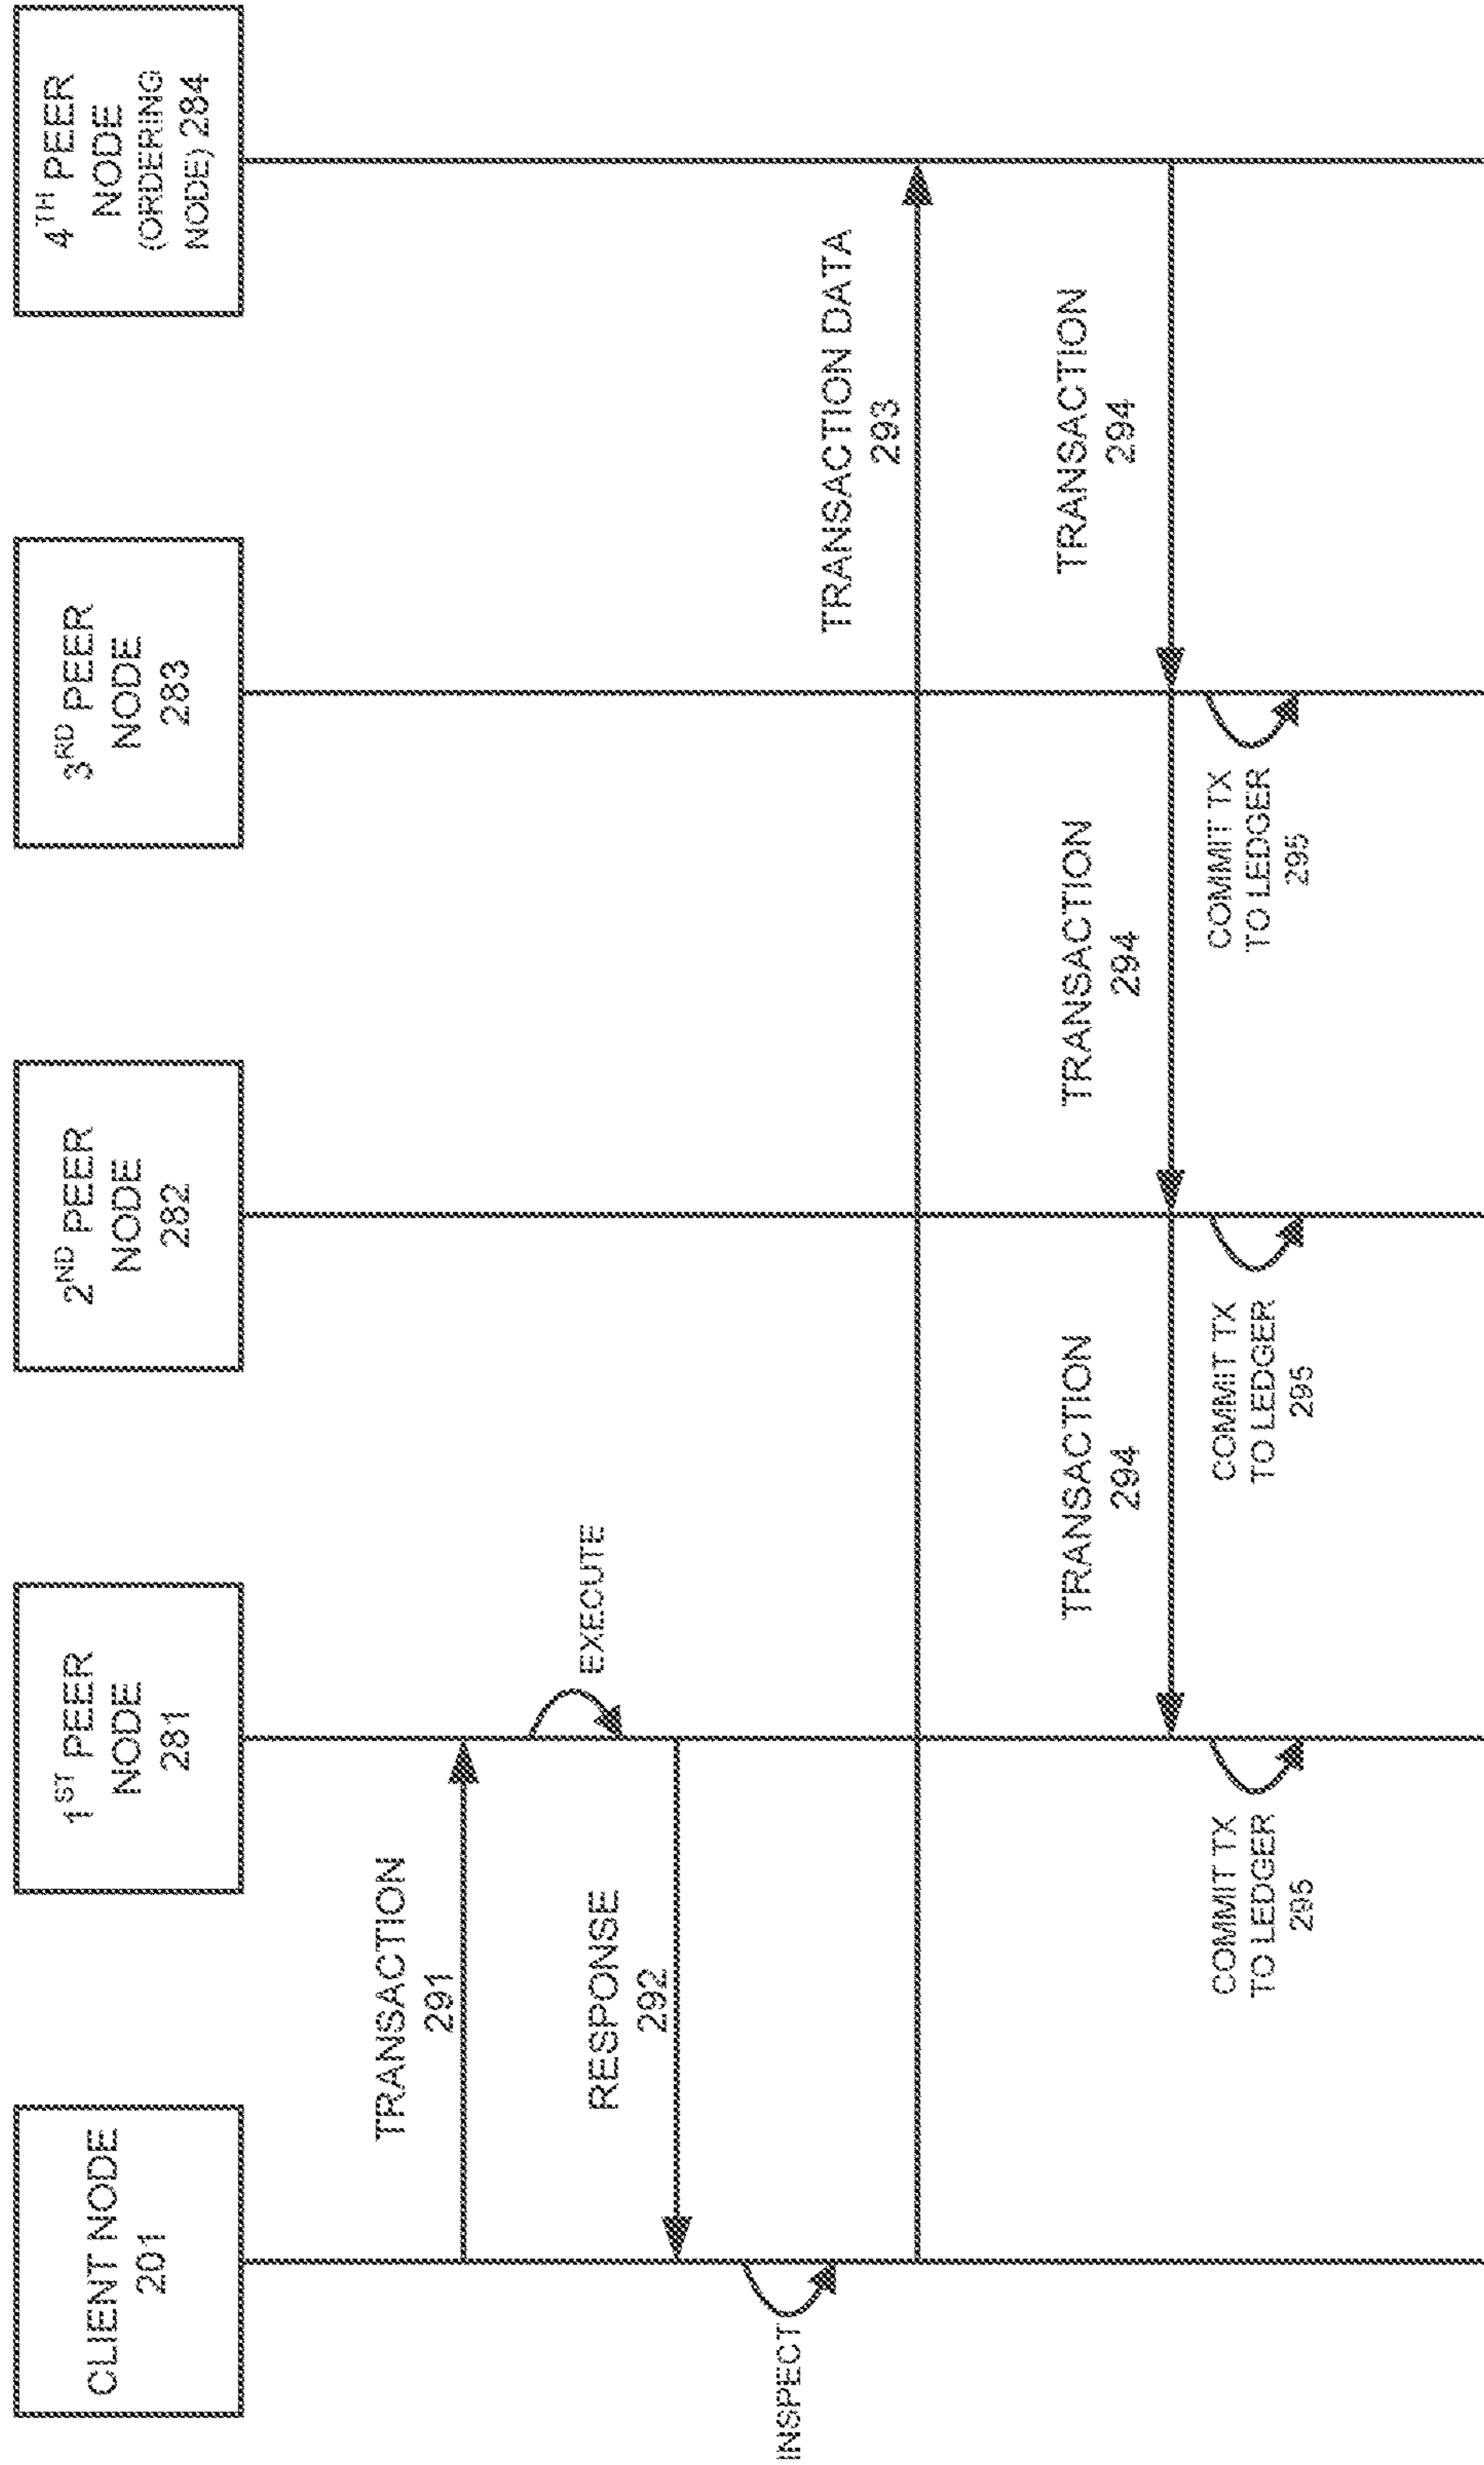 CLIENT NODE
201
1ST PEER
NODE
281
2ND PEER
NODE
282
3RD PEER
NODE
283
4TH PEER
NODE
(ORDERING
NODE) 284
TRANSACTION
291
EXECUTE
RESPONSE
292
INSPECT
TRANSACTION DATA
293
TRANSACTION
294
TRANSACTION
294
TRANSACTION
294
COMMIT TX
TO LEDGER
295
COMMIT TX
TO LEDGER
295
COMMIT TX
TO LEDGER
295